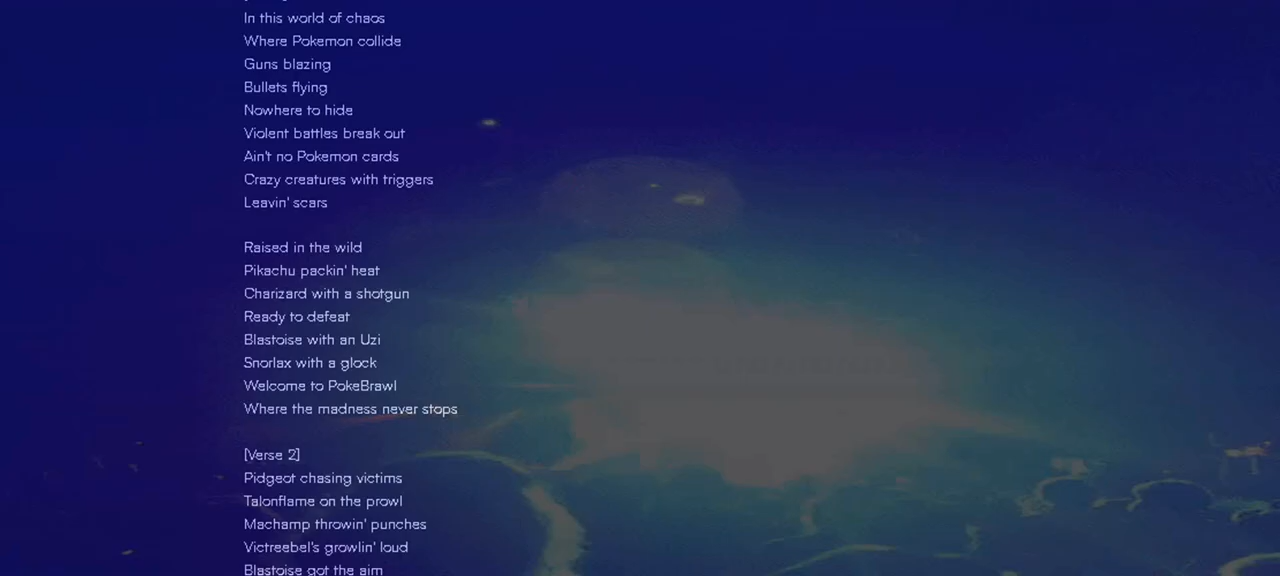 In this world of chaos
Where Pokemon collide
Guns blazing
Bullets flying
Nowhere to hide
Violent battles break out
Ain't no Pokemon cards
Crazy creatures with triggers
Leavin' scars
Raised in the wild
Pikachu packin' heat
Charizard with a shotgun
Ready to defeat
Blastoise with an Uzi
Snorlax with a glock
Welcome to PokeBrawl
Where the madness never stops
[Verse 2]
Pidgeot chasing victims
Talonflame on the prowl
Machamp throwin' punches
Victreebel's growlin' loud
Blastoise got the aim